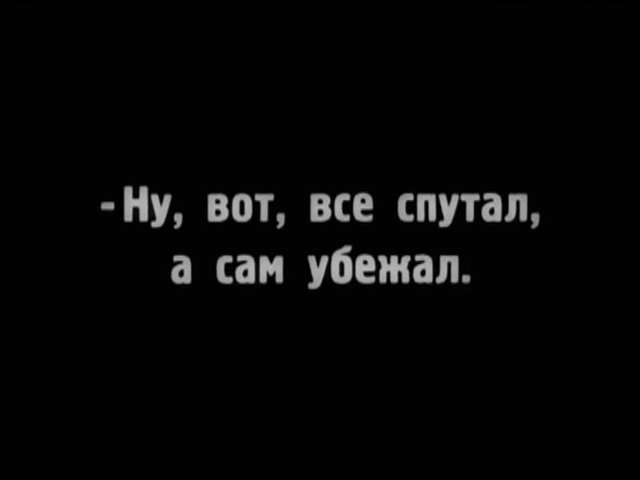 -Ну, вот, все спутал,
а сам убежал.